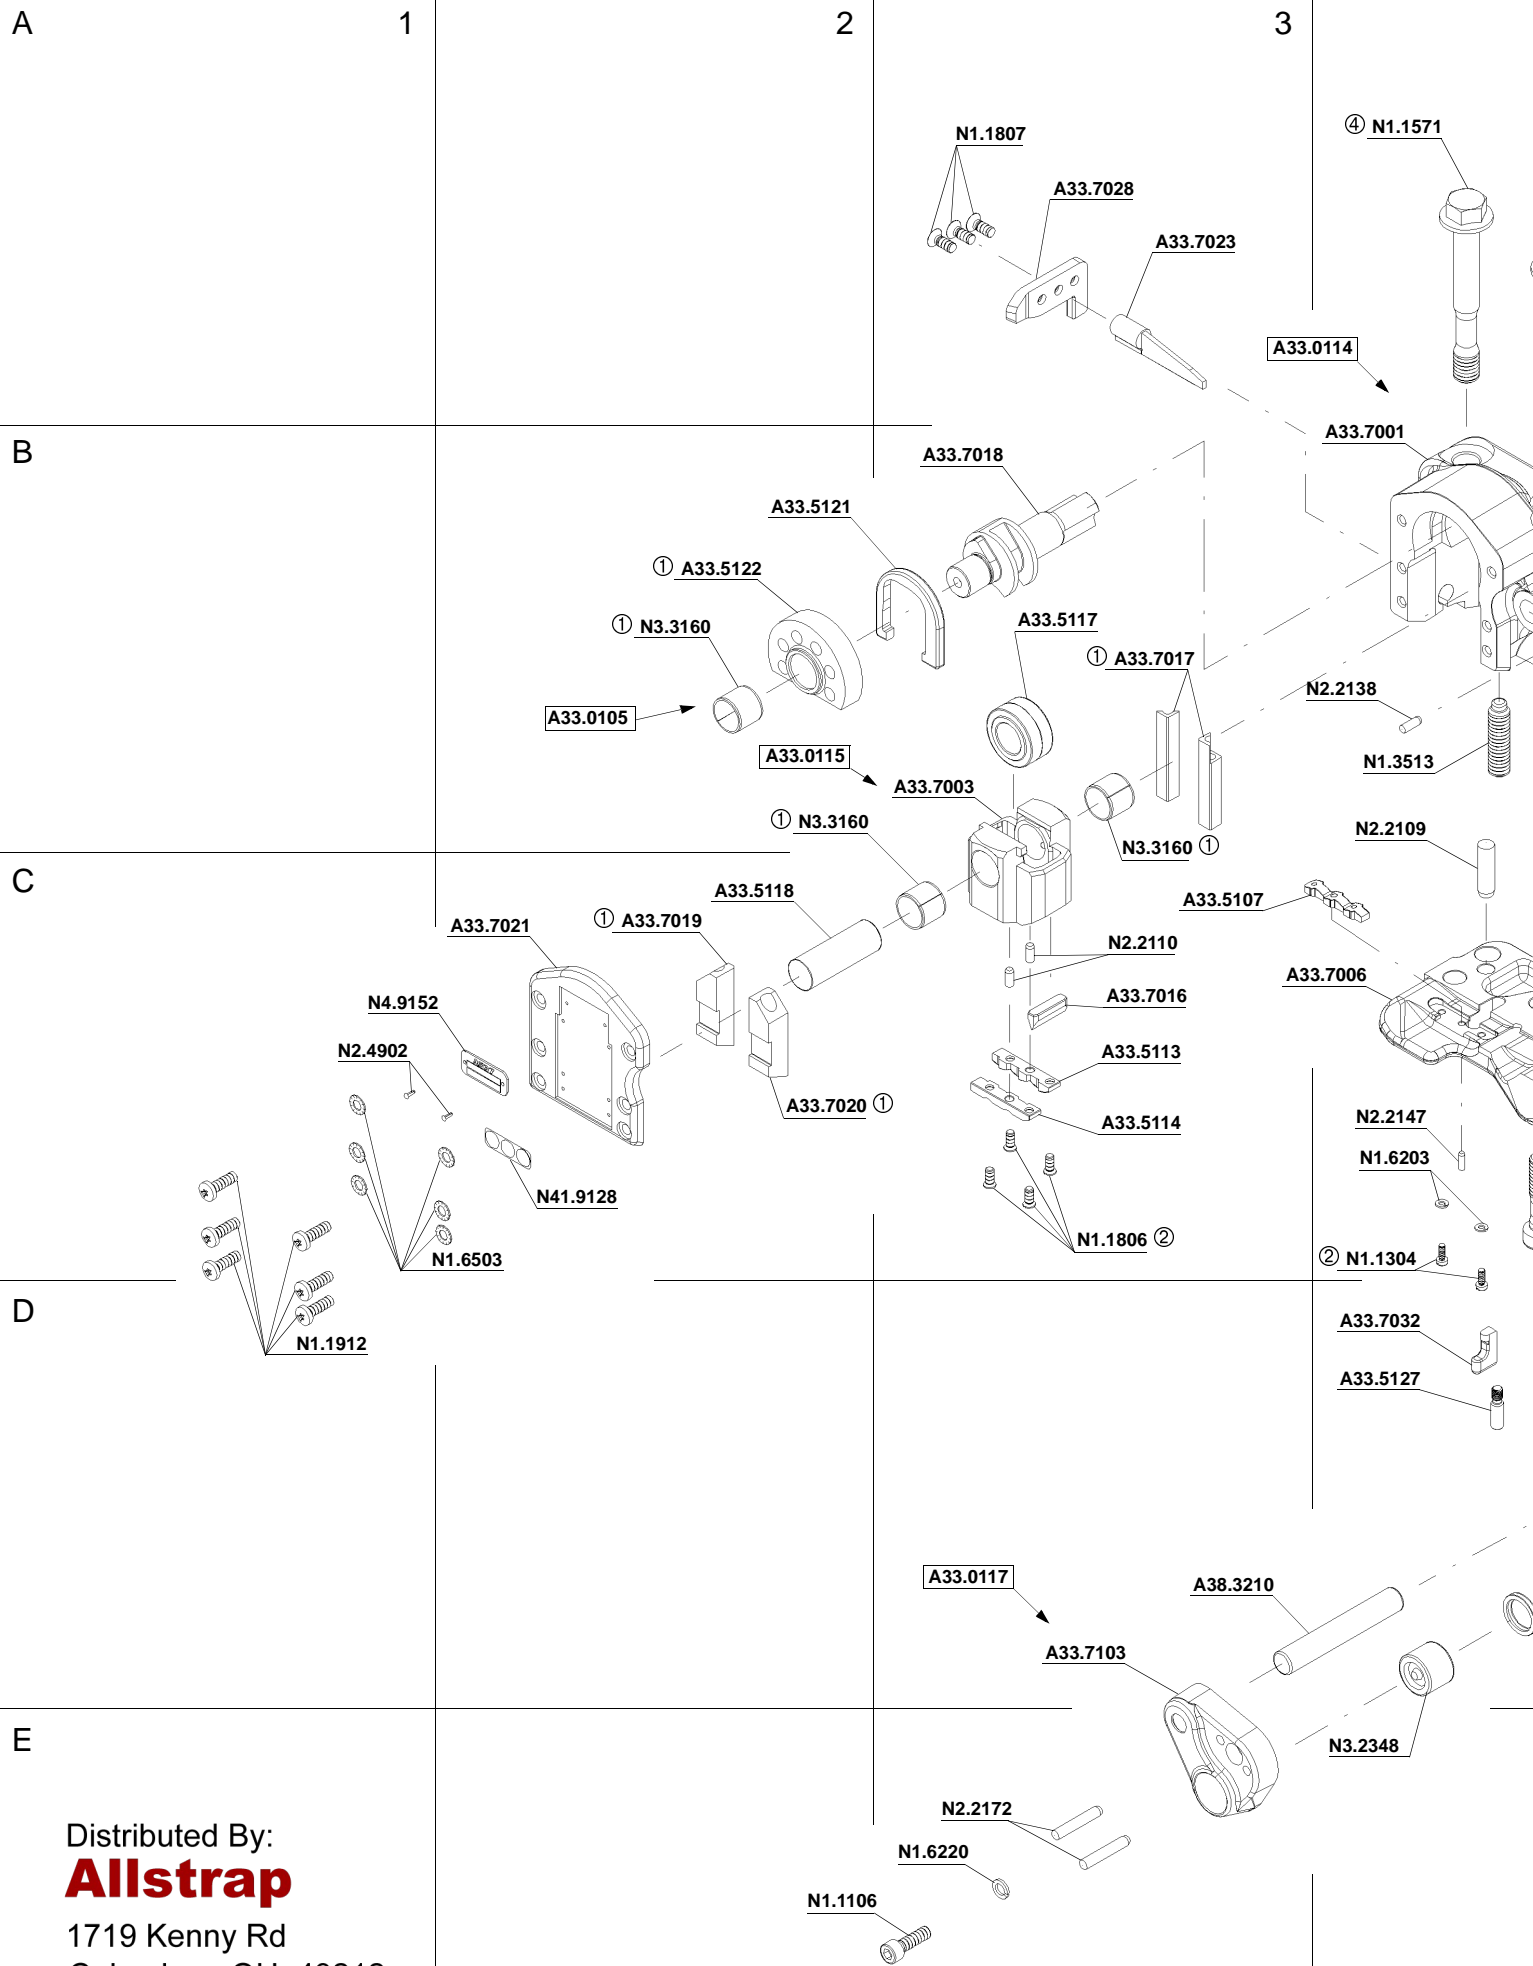 A 1 2 3
N1.1807
④ N1.1571
A33.7028
A33.7023
A33.0114
B
A33.7001
A33.7018
A33.5121
① A33.5122
① N3.3160
A33.5117
① A33.7017
N2.2138
A33.0105
A33.0115
N1.3513
A33.7003
① N3.3160
N2.2109
N3.3160 ①
C
A33.5118
A33.5107
① A33.7019
A33.7021
N2.2110
A33.7006
N4.9152
A33.7016
N2.4902
A33.5113
A33.7020 ①
A33.5114
N2.2147
N1.6203
N41.9128
N1.1806 ②
N1.6503
② N1.1304
D
A33.7032
N1.1912
A33.5127
A33.0117
A38.3210
A33.7103
E
N3.2348
N2.2172
Distributed By:
N1.6220
Allstrap
N1.1106
1719 Kenny Rd